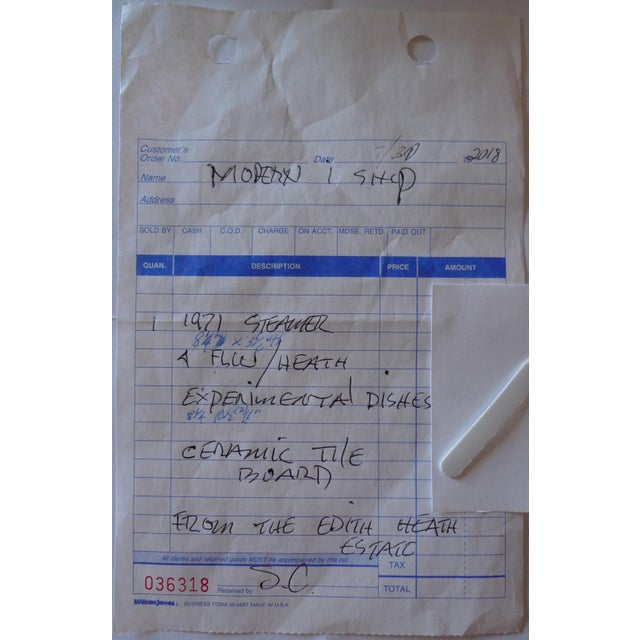 Customer's
Order No. Date 7/30 2018
Name MODERN I SHOP
Address
SOLD BY CASH C.O.D. CHARGE ON ACCT. MDSE. RETD. PAID OUT
QUAN. DESCRIPTION PRICE AMOUNT
1 1971 STEAMER
4 FLW/HEATH
EXPERIMENTAL DISHES
CERAMIC TILE
BOARD
FROM THE EDITH HEATH
ESTATE
All claims and returned goods MUST be accompanied by this bill.
TAX
036318 Received by S.C.
TOTAL
WilsonJones® BUSINESS FORM MADE IN U.S.A.